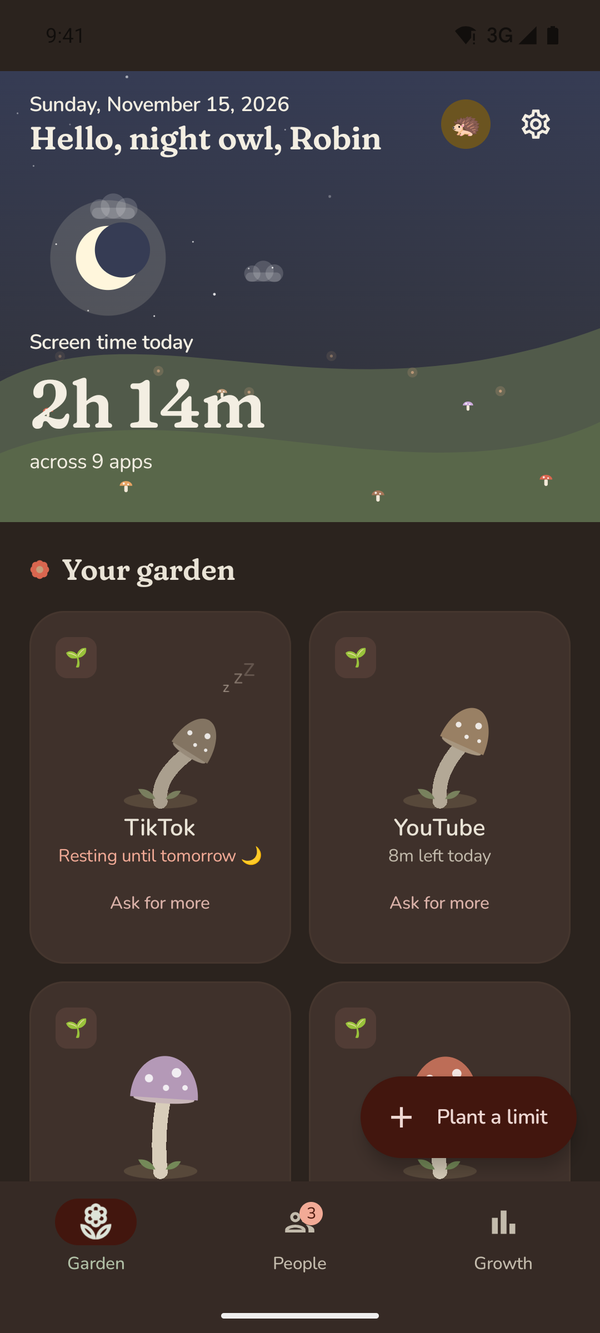 9:41
3G
Sunday, November 15, 2026
Hello, night owl, Robin
Screen time today
2h 14m
across 9 apps
Your garden
z z Z
TikTok
Resting until tomorrow 🌙
Ask for more
YouTube
8m left today
Ask for more
+ Plant a limit
3
Garden
People
Growth